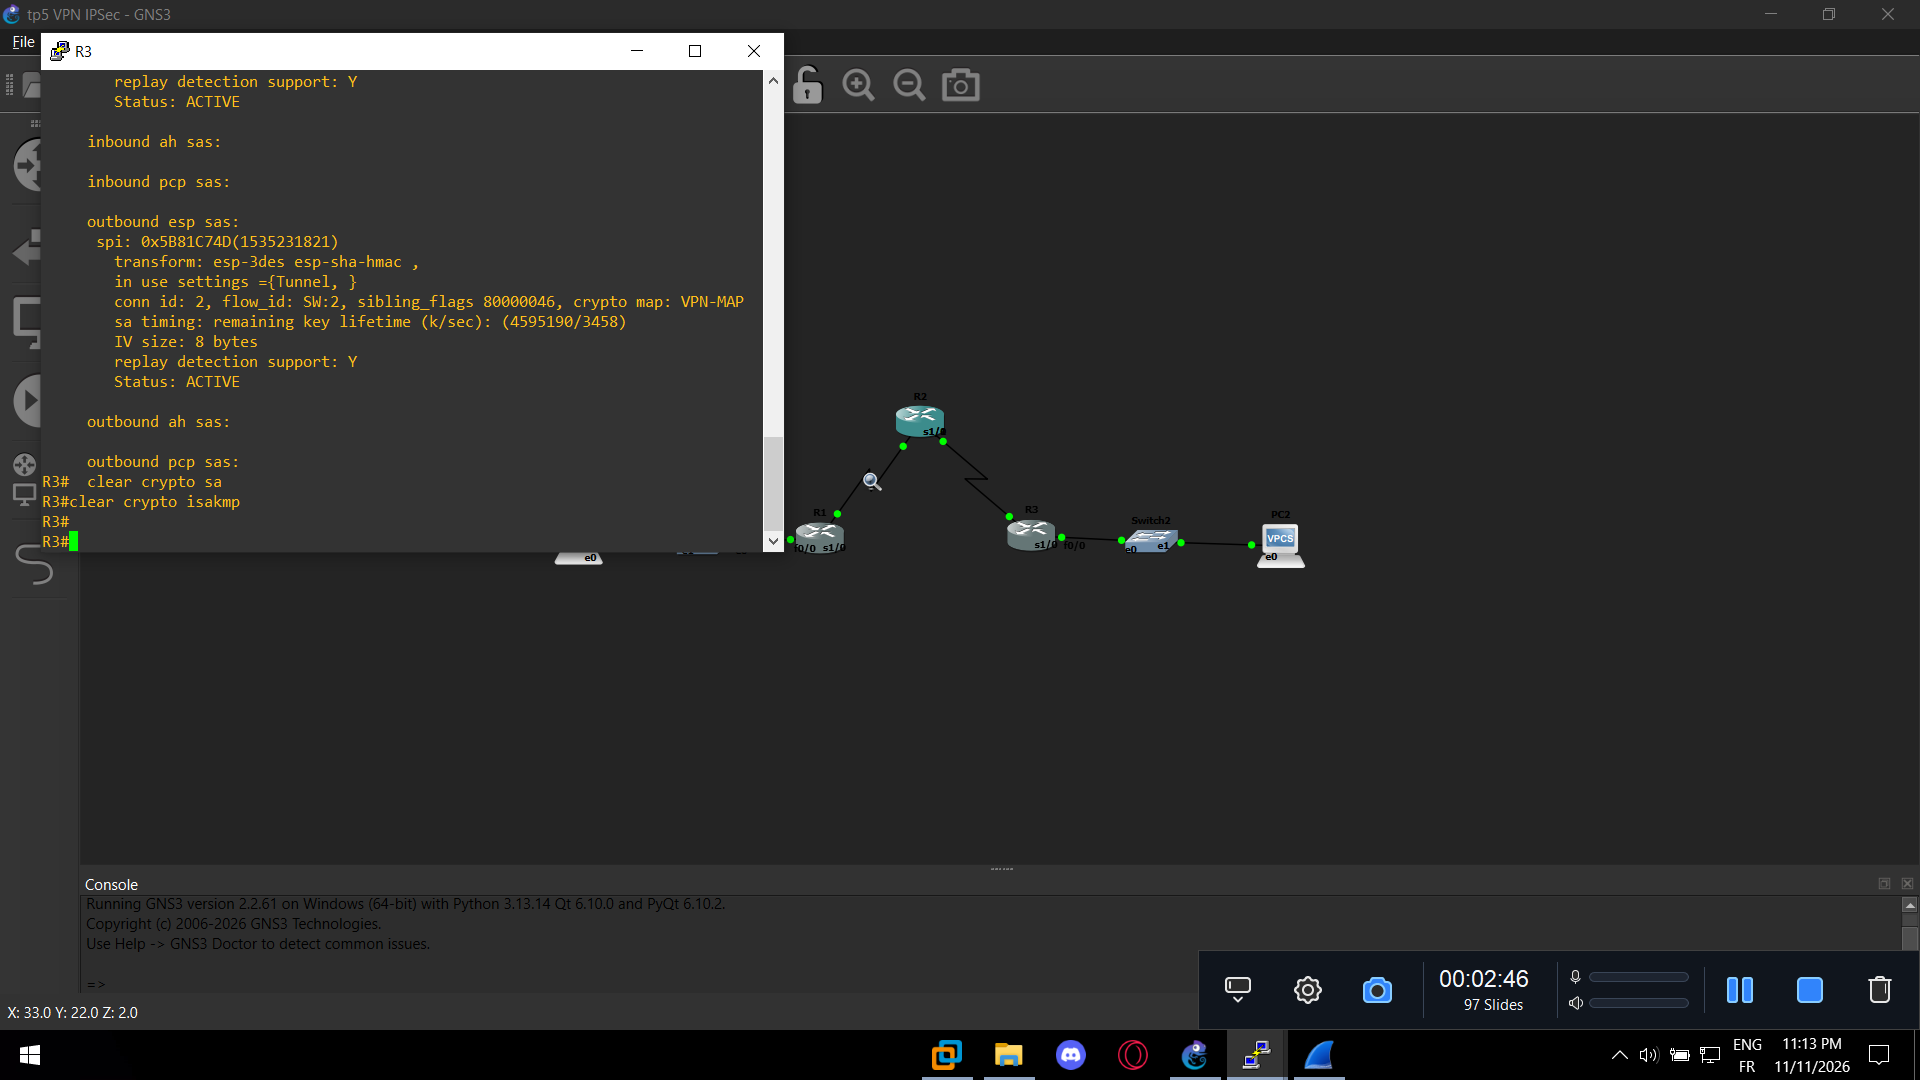 tp5 VPN IPSec - GNS3
File
R3
replay detection support: Y
Status: ACTIVE
inbound ah sas:
inbound pcp sas:
outbound esp sas:
spi: 0x5B81C74D(1535231821)
transform: esp-3des esp-sha-hmac ,
in use settings ={Tunnel, }
conn id: 2, flow_id: SW:2, sibling_flags 80000046, crypto map: VPN-MAP
sa timing: remaining key lifetime (k/sec): (4595190/3458)
IV size: 8 bytes
replay detection support: Y
Status: ACTIVE
outbound ah sas:
outbound pcp sas:
R3#  clear crypto sa
R3#clear crypto isakmp
R3#
R3#
R2
s1/
R1
f0/0 s1/0
R3
s1/0 f0/0
Switch2
e0 e1
PC2
VPCS
e0
e0
Console
Running GNS3 version 2.2.61 on Windows (64-bit) with Python 3.13.14 Qt 6.10.0 and PyQt 6.10.2.
Copyright (c) 2006-2026 GNS3 Technologies.
Use Help -> GNS3 Doctor to detect common issues.
=>
X: 33.0 Y: 22.0 Z: 2.0
00:02:46
97 Slides
ENG
FR
11:13 PM
11/11/2026